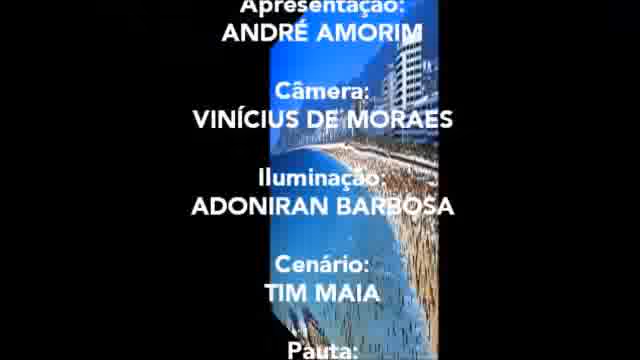 Apresentação:
ANDRÉ AMORIM
Câmera:
VINÍCIUS DE MORAES
Iluminação:
ADONIRAN BARBOSA
Cenário:
TIM MAIA
Pauta: